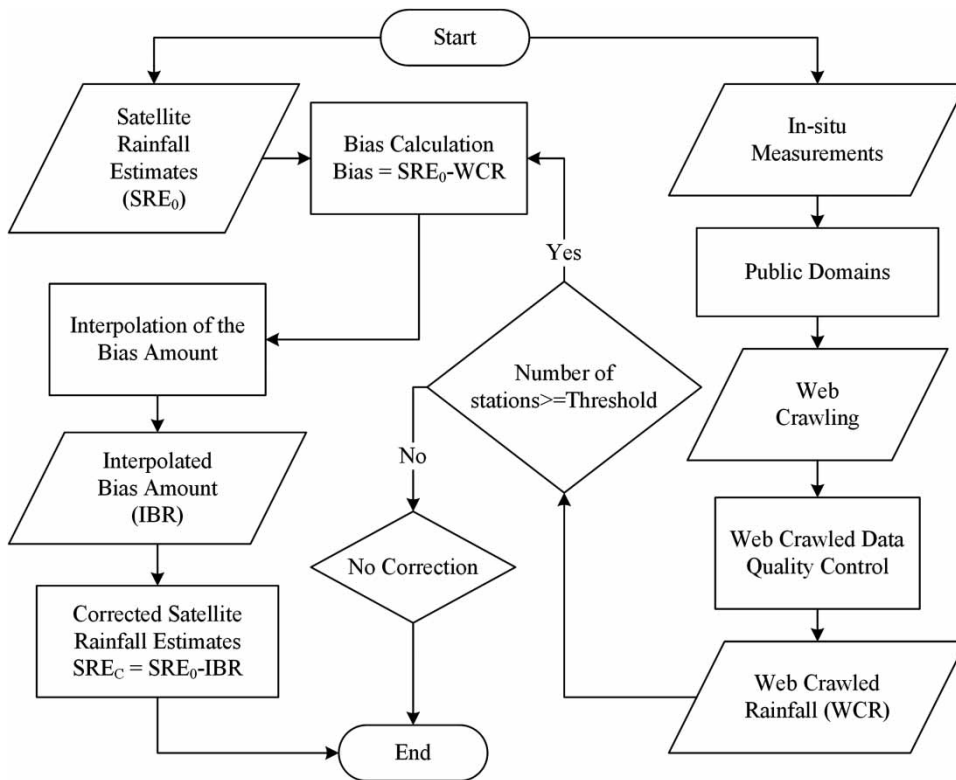 Start
Satellite
Rainfall
Estimates
(SRE₀)
Bias Calculation
Bias = SRE₀-WCR
In-situ
Measurements
Public Domains
Yes
Interpolation of the
Bias Amount
Number of
stations>=Threshold
Web
Crawling
No
Interpolated
Bias Amount
(IBR)
Web Crawled Data
Quality Control
No Correction
Corrected Satellite
Rainfall Estimates
SRE_C = SRE₀-IBR
Web Crawled
Rainfall (WCR)
End